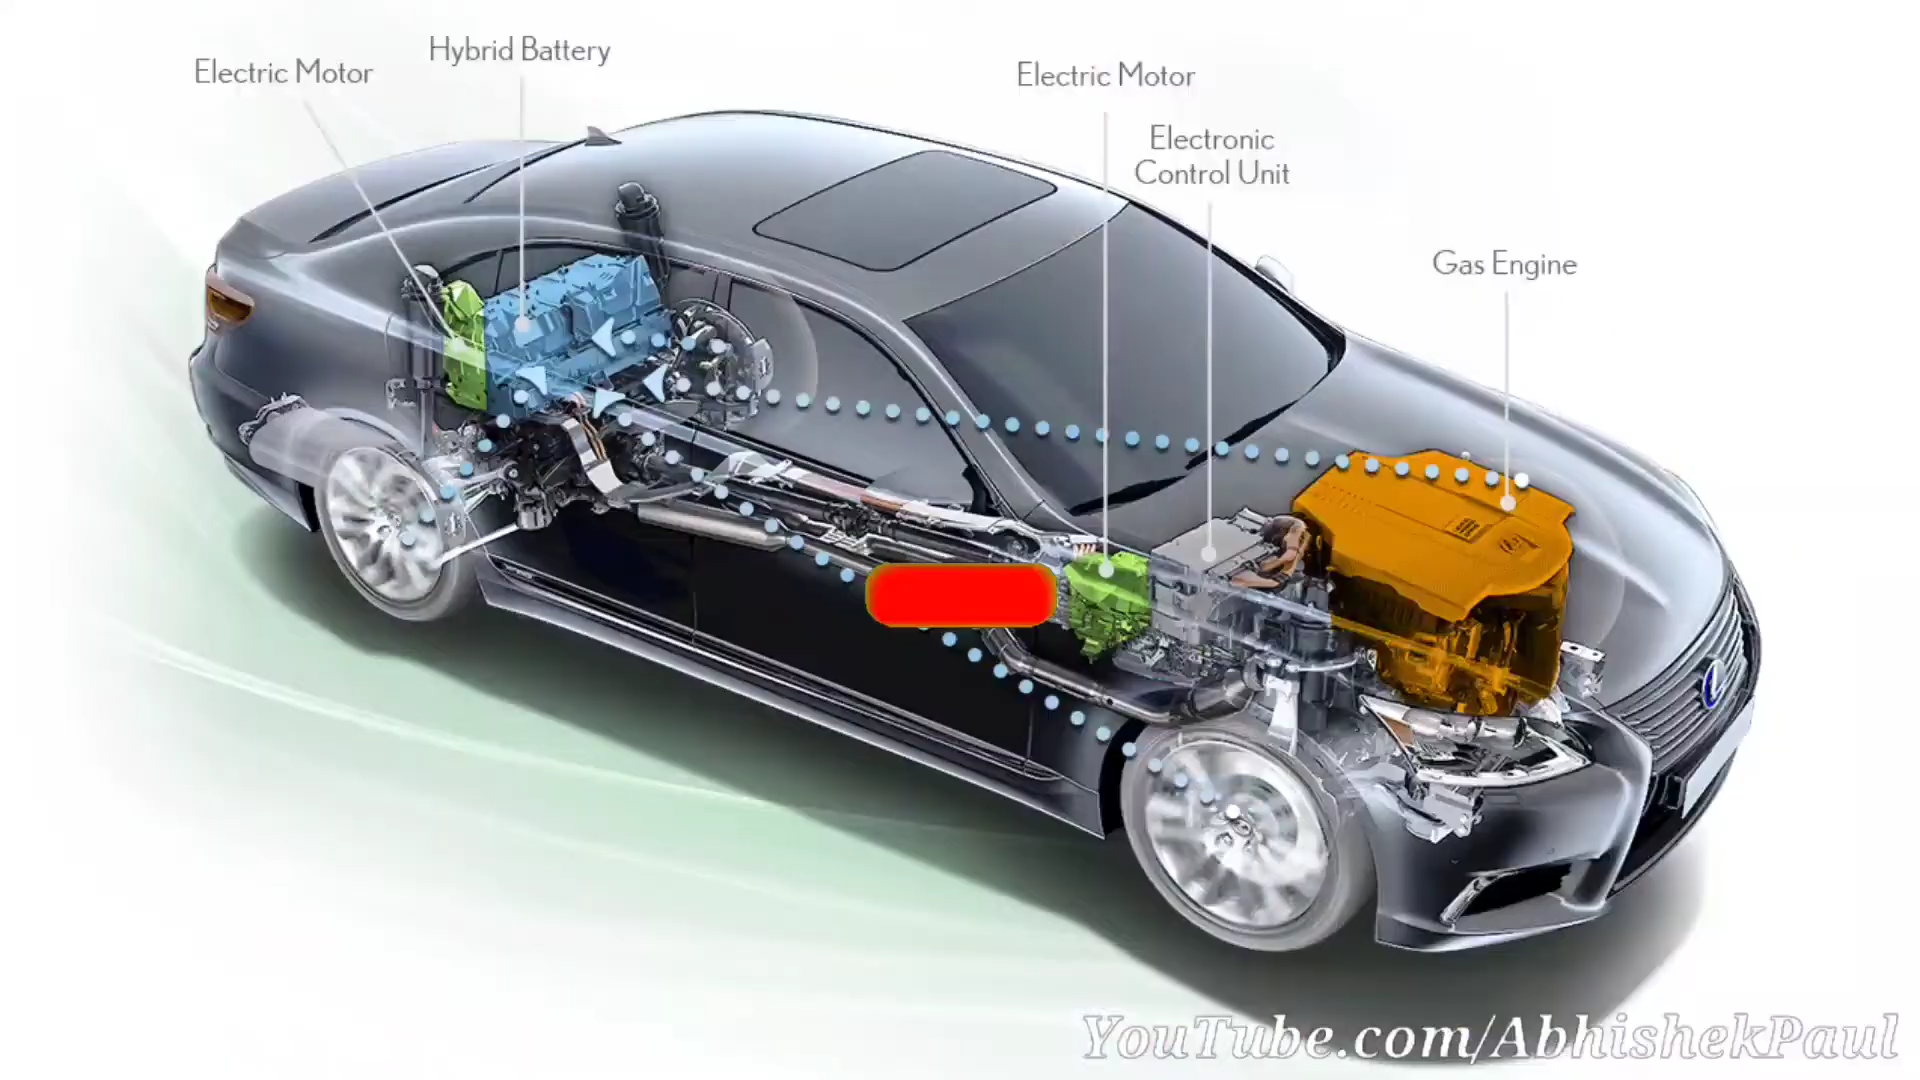 Electric Motor
Hybrid Battery
Electric Motor
Electronic
Control Unit
Gas Engine
YouTube.com/AbhishekPaul